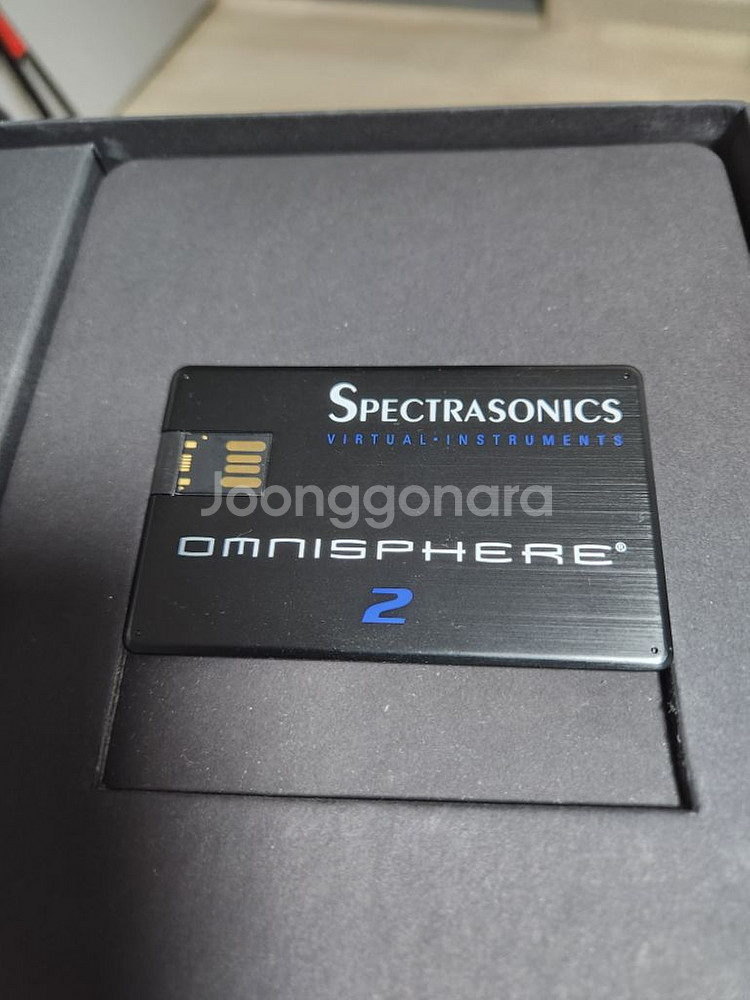 SPECTRASONICS
VIRTUAL·INSTRUMENTS
Joonggonara
OMNISPHERE®
2